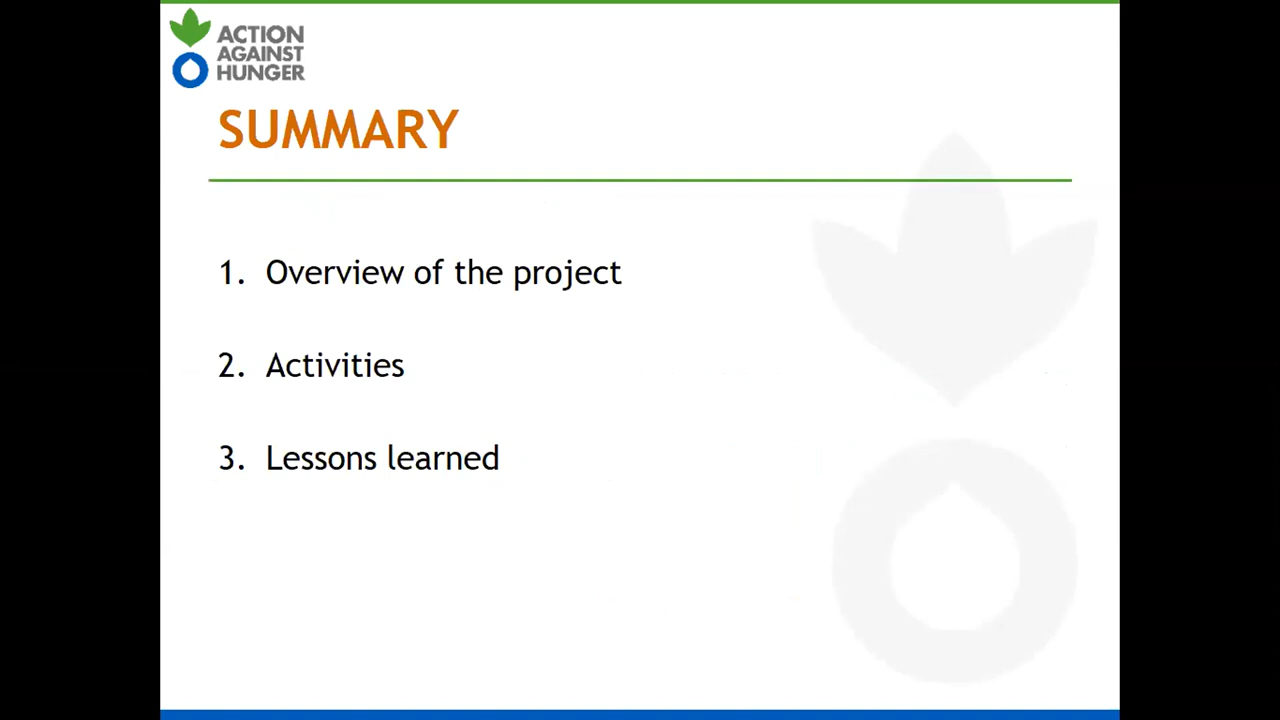 ACTION
AGAINST
HUNGER
SUMMARY
1. Overview of the project
2. Activities
3. Lessons learned